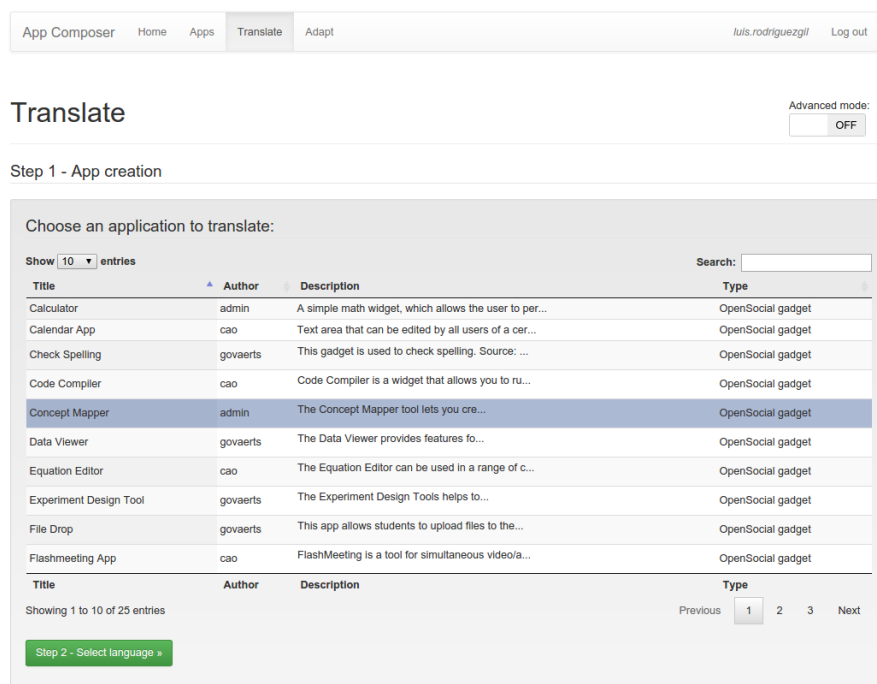 App Composer Home Apps Translate Adapt luis.rodriguezgil Log out
Translate
Advanced mode:
OFF
Step 1 - App creation
Choose an application to translate:
Show 10 entries Search:
Title Author Description Type
Calculator admin A simple math widget, which allows the user to per... OpenSocial gadget
Calendar App cao Text area that can be edited by all users of a cer... OpenSocial gadget
Check Spelling govaerts This gadget is used to check spelling. Source: ... OpenSocial gadget
Code Compiler cao Code Compiler is a widget that allows you to ru... OpenSocial gadget
Concept Mapper admin The Concept Mapper tool lets you cre... OpenSocial gadget
Data Viewer govaerts The Data Viewer provides features fo... OpenSocial gadget
Equation Editor cao The Equation Editor can be used in a range of c... OpenSocial gadget
Experiment Design Tool govaerts The Experiment Design Tools helps to... OpenSocial gadget
File Drop govaerts This app allows students to upload files to the... OpenSocial gadget
Flashmeeting App cao FlashMeeting is a tool for simultaneous video/a... OpenSocial gadget
Title Author Description Type
Showing 1 to 10 of 25 entries Previous 1 2 3 Next
Step 2 - Select language »